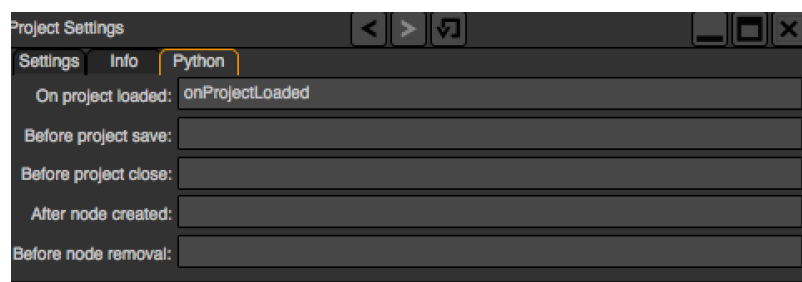 Project Settings
Settings Info Python
On project loaded: onProjectLoaded
Before project save:
Before project close:
After node created:
Before node removal: